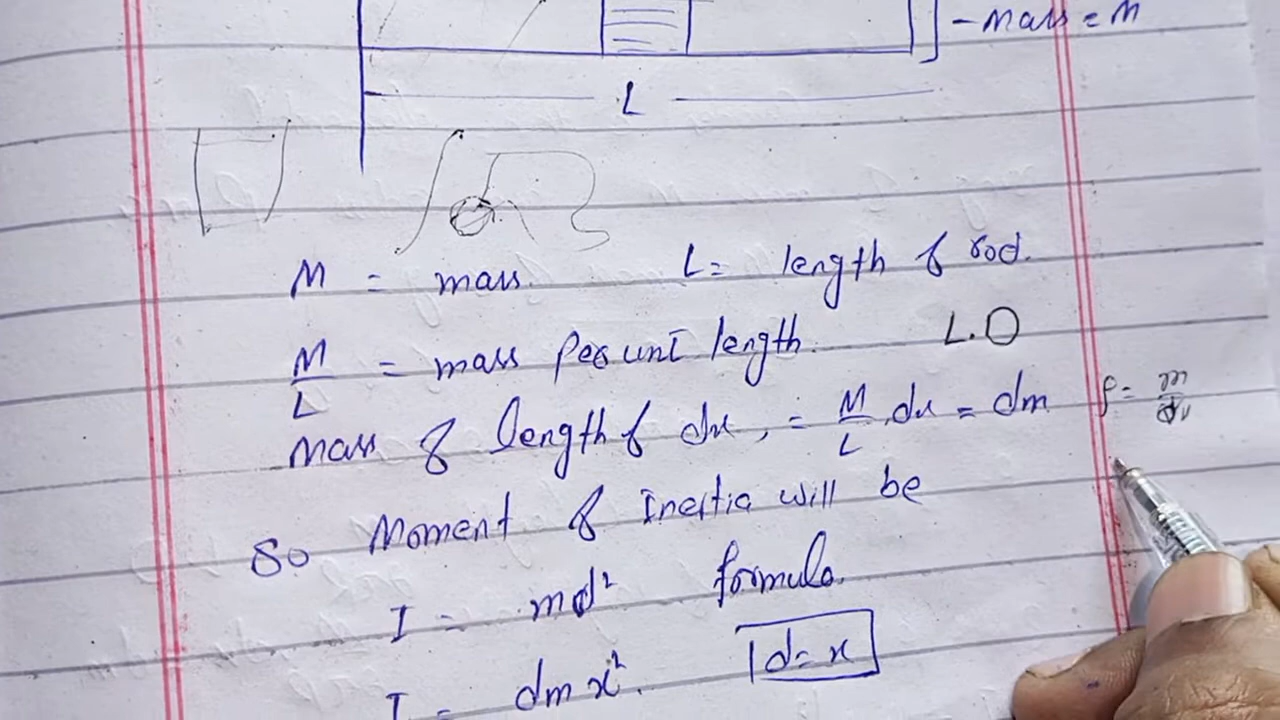 - Mass = M
L
M = mass. L = length of rod.
M/L = mass per unit length. L.O
Mass of length of dx, = M/L . dx = dm ρ = m/
So Moment of Inertia will be
I = md² formula.
I = dm x². d = x